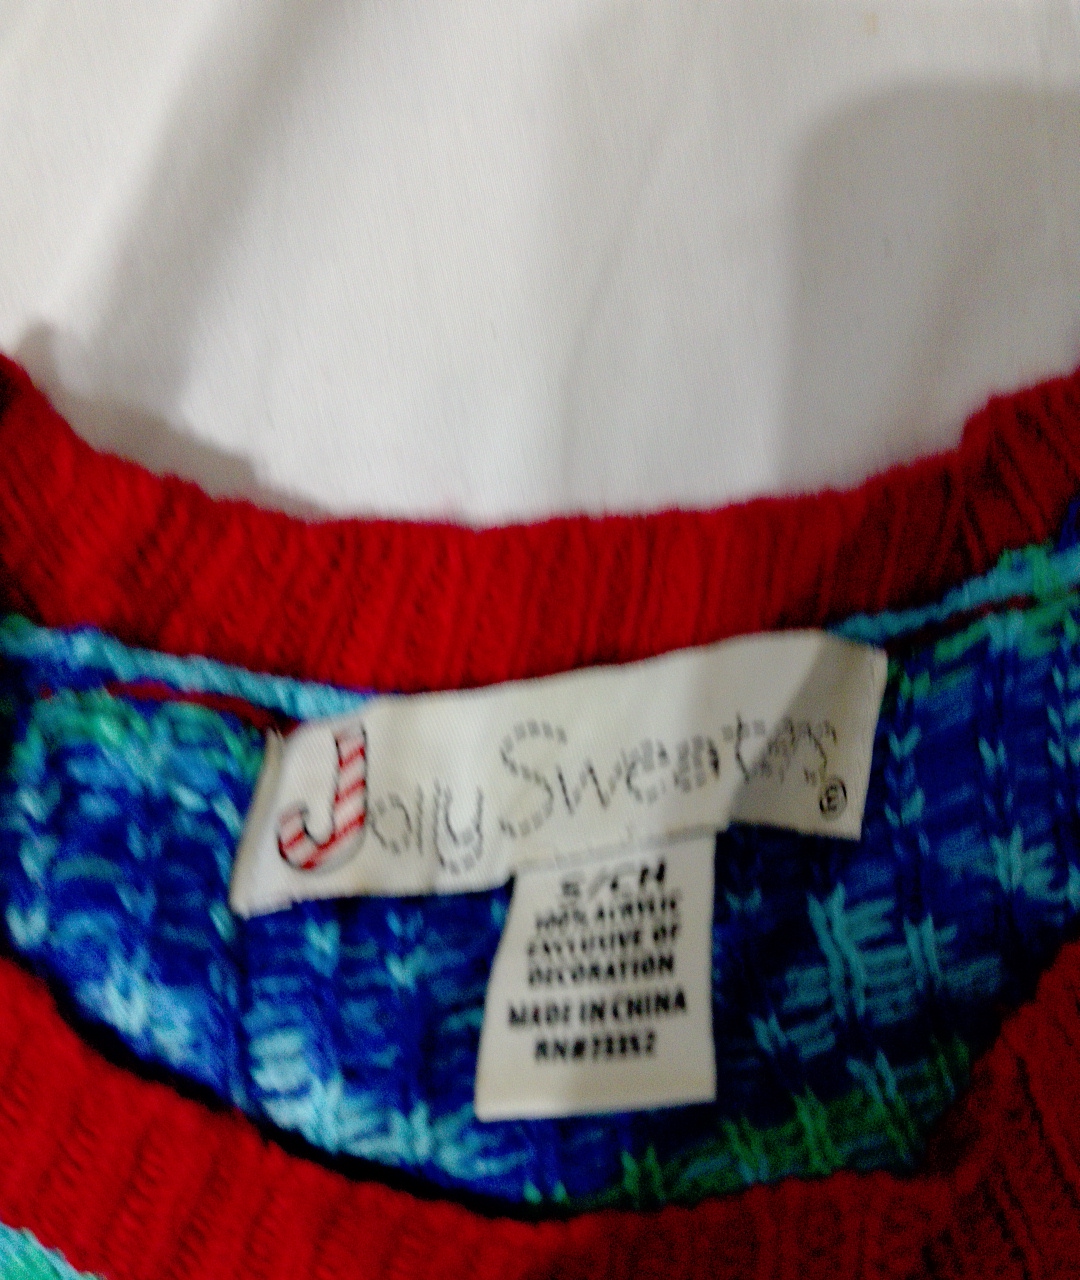 Jolly Sweaters
S/CH
100% ACRYLIC
EXCLUSIVE OF
DECORATION
MADE IN CHINA